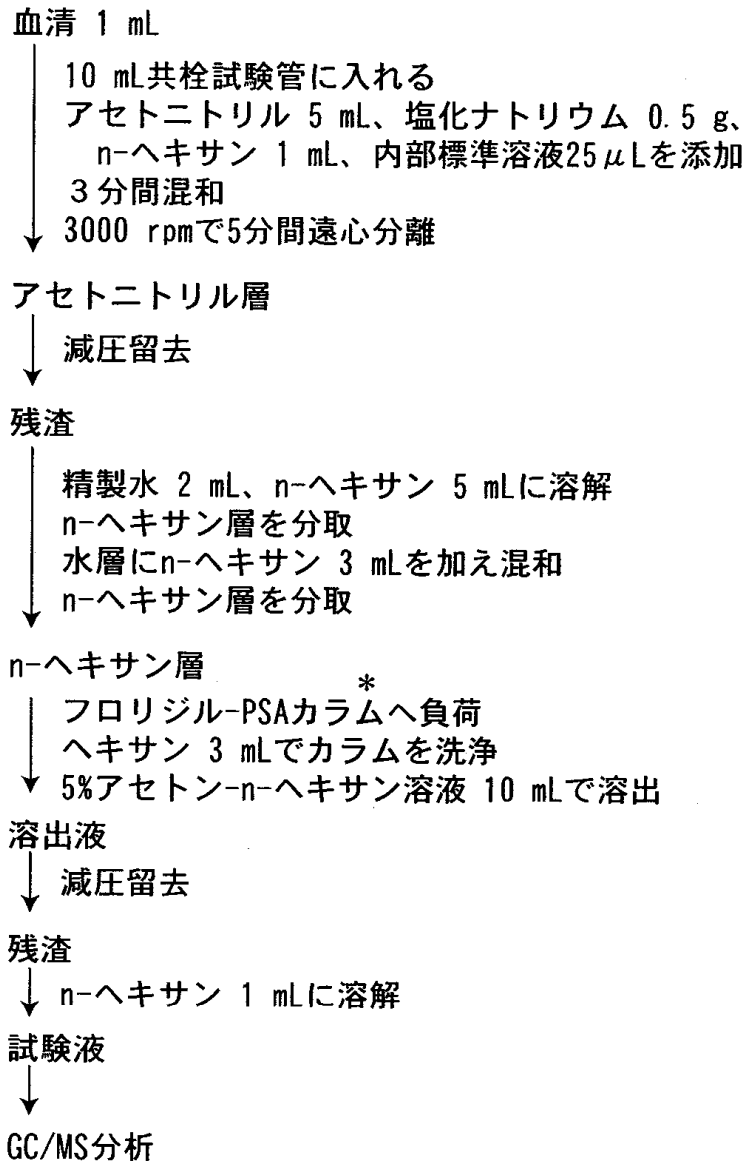 血清 1 mL
10 mL共栓試験管に入れる
アセトニトリル 5 mL、塩化ナトリウム 0.5 g、
n-ヘキサン 1 mL、内部標準溶液25μLを添加
3分間混和
3000 rpmで5分間遠心分離
アセトニトリル層
減圧留去
残渣
精製水 2 mL、n-ヘキサン 5 mLに溶解
n-ヘキサン層を分取
水層にn-ヘキサン 3 mLを加え混和
n-ヘキサン層を分取
n-ヘキサン層
*
フロリジル-PSAカラムへ負荷
ヘキサン 3 mLでカラムを洗浄
5%アセトン-n-ヘキサン溶液 10 mLで溶出
溶出液
減圧留去
残渣
n-ヘキサン 1 mLに溶解
試験液
GC/MS分析